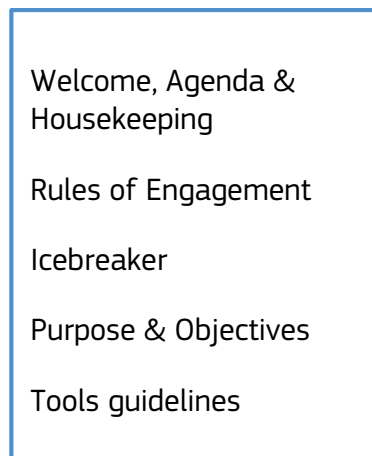 Welcome, Agenda &
Housekeeping
Rules of Engagement
Icebreaker
Purpose & Objectives
Tools guidelines